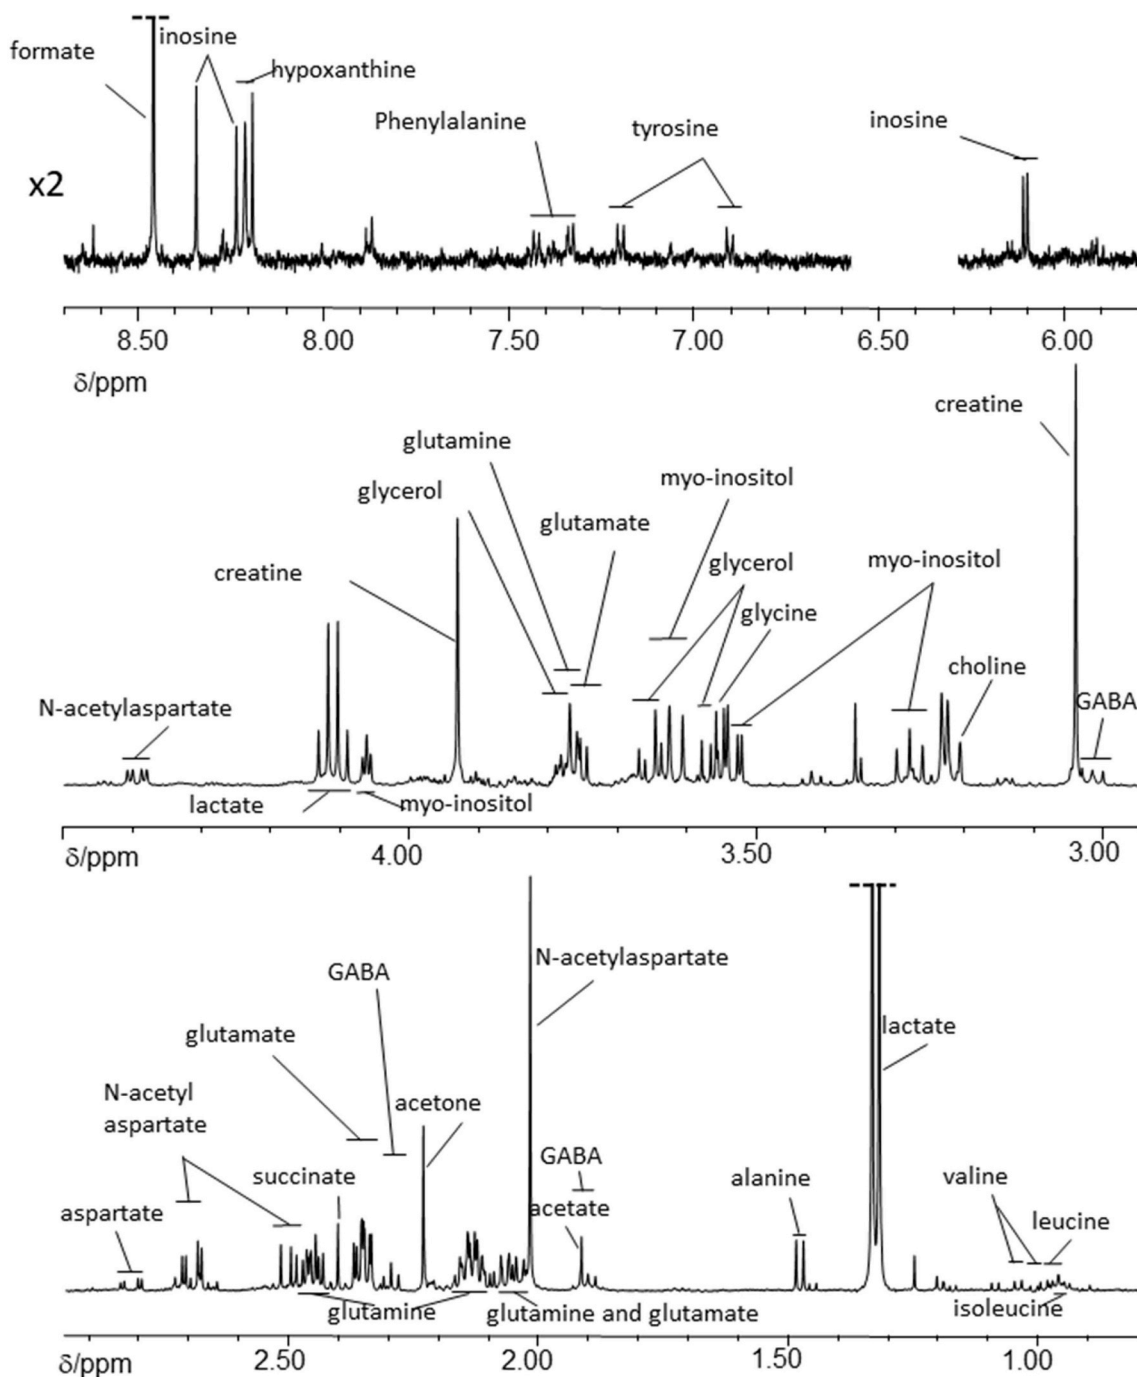 formate
inosine
hypoxanthine
Phenylalanine
tyrosine
inosine
x2
8.50 8.00 7.50 7.00 6.50 6.00
δ/ppm
creatine
glutamine
glycerol
myo-inositol
glutamate
creatine
glycerol
myo-inositol
glycine
choline
N-acetylaspartate
GABA
lactate
myo-inositol
4.00 3.50 3.00
δ/ppm
N-acetylaspartate
GABA
glutamate
lactate
N-acetyl
aspartate
acetone
GABA
succinate
alanine
valine
aspartate
acetate
leucine
glutamine
glutamine and glutamate
isoleucine
2.50 2.00 1.50 1.00
δ/ppm